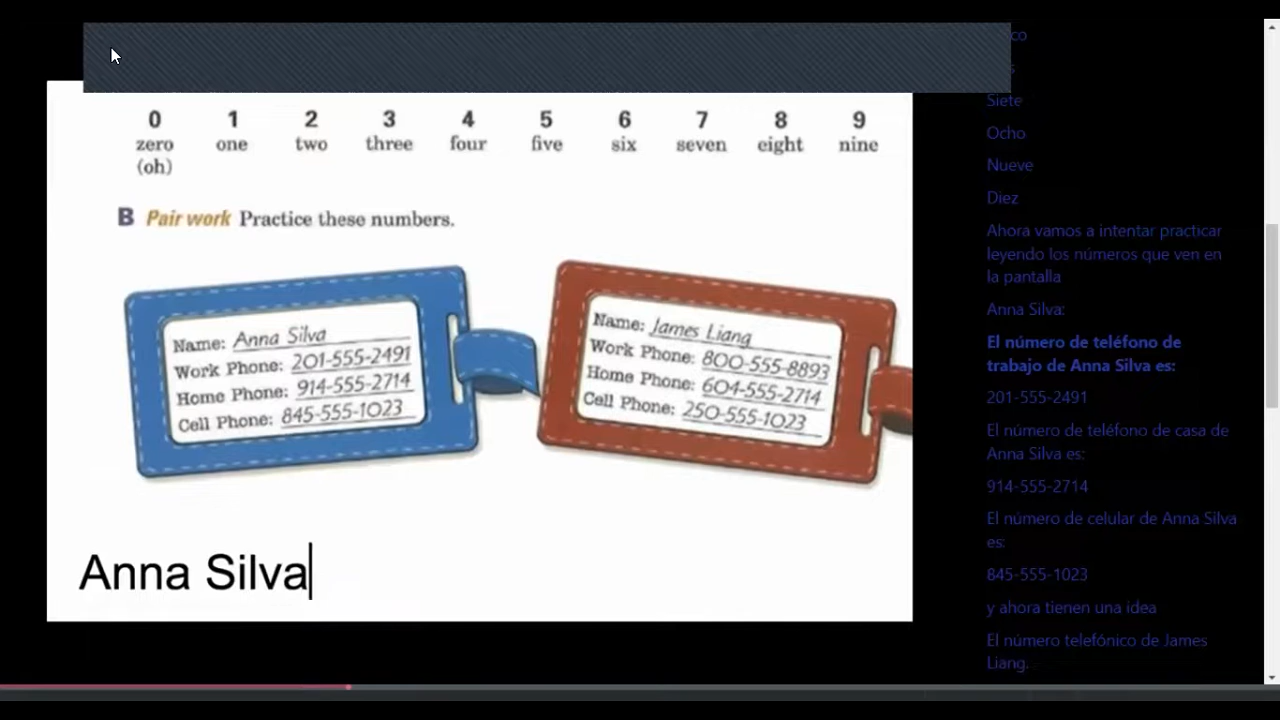 0 1 2 3 4 5 6 7 8 9
zero one two three four five six seven eight nine
(oh)
B Pair work Practice these numbers.
Name: Anna Silva
Work Phone: 201-555-2491
Home Phone: 914-555-2714
Cell Phone: 845-555-1023
Name: James Liang
Work Phone: 800-555-8893
Home Phone: 604-555-2714
Cell Phone: 250-555-1023
Anna Silva
Siete
Ocho
Nueve
Diez
Ahora vamos a intentar practicar
leyendo los números que ven en
la pantalla
Anna Silva:
El número de teléfono de
trabajo de Anna Silva es:
201-555-2491
El número de teléfono de casa de
Anna Silva es:
914-555-2714
El número de celular de Anna Silva
es:
845-555-1023
y ahora tienen una idea
El número telefónico de James
Liang.